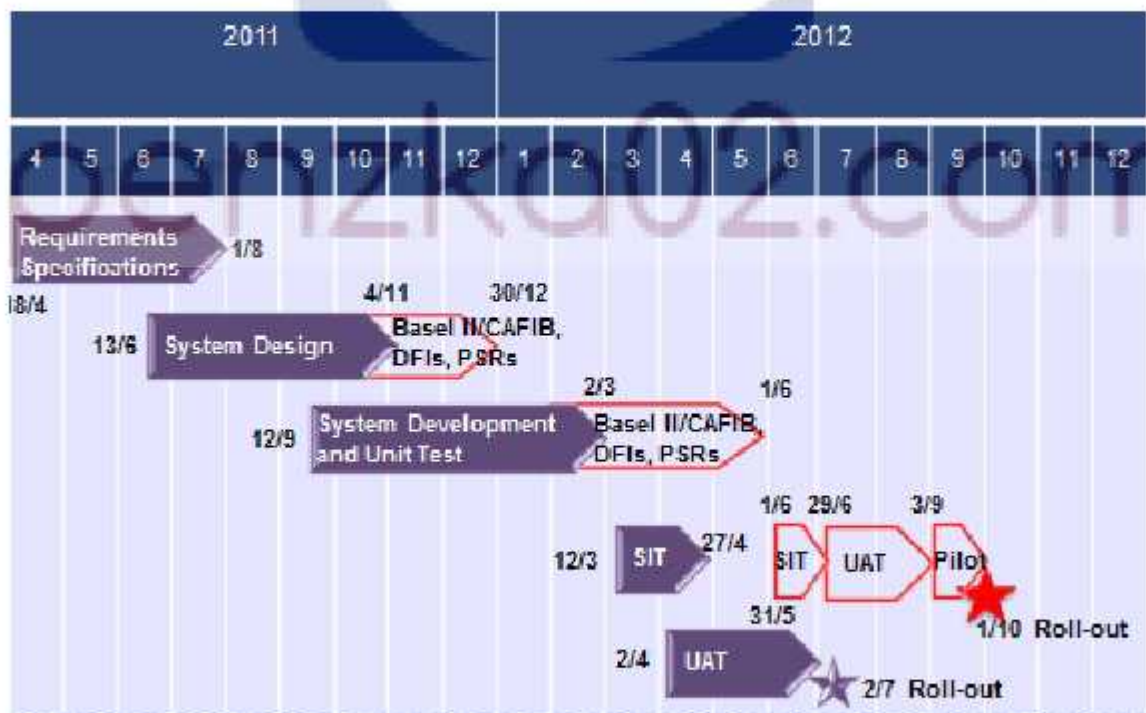 2011 2012
4 5 6 7 8 9 10 11 12 1 2 3 4 5 6 7 8 9 10 11 12
penzka02.com
Requirements
Specifications
1/8
18/4
4/11 30/12
13/6 System Design Basel II/CAFIB,
DFIs, PSRs
2/3 1/6
12/9 System Development
and Unit Test
Basel II/CAFIB,
DFIs, PSRs
1/6 29/6 3/9
12/3 SIT 27/4 SIT UAT Pilot
31/5 1/10 Roll-out
2/4 UAT
2/7 Roll-out